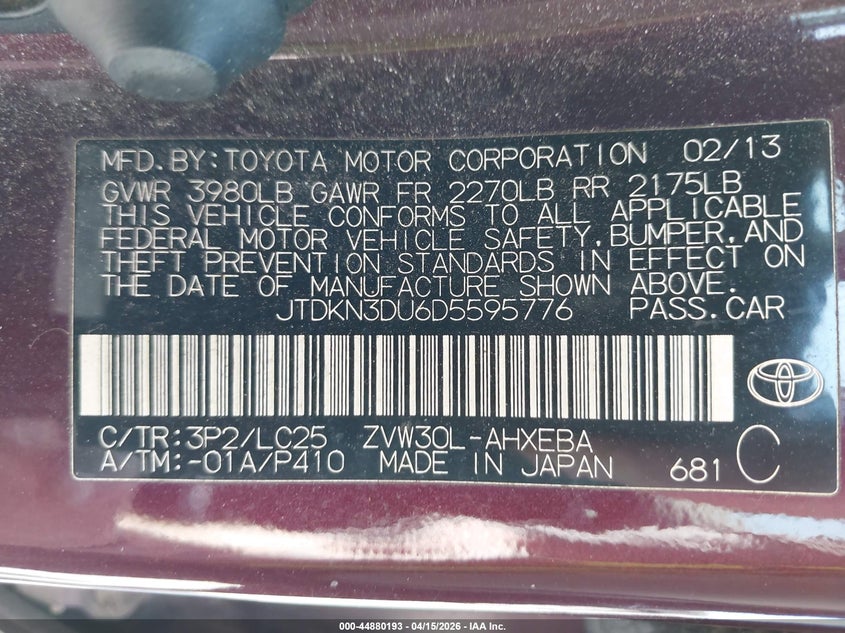 MFD.BY:TOYOTA MOTOR CORPORATION 02/13
GVWR 3980LB GAWR FR 2270LB RR 2175LB
THIS VEHICLE CONFORMS TO ALL APPLICABLE
FEDERAL MOTOR VEHICLE SAFETY,BUMPER,AND
THEFT PREVENTION STANDARDS IN EFFECT ON
THE DATE OF MANUFACTURE SHOWN ABOVE.
JTDKN3DU6D5595776 PASS.CAR
C/TR:3P2/LC25 ZVW30L-AHXEBA
A/TM:-01A/P410 MADE IN JAPAN 681 C
000-44880193 - 04/15/2026 - IAA Inc.